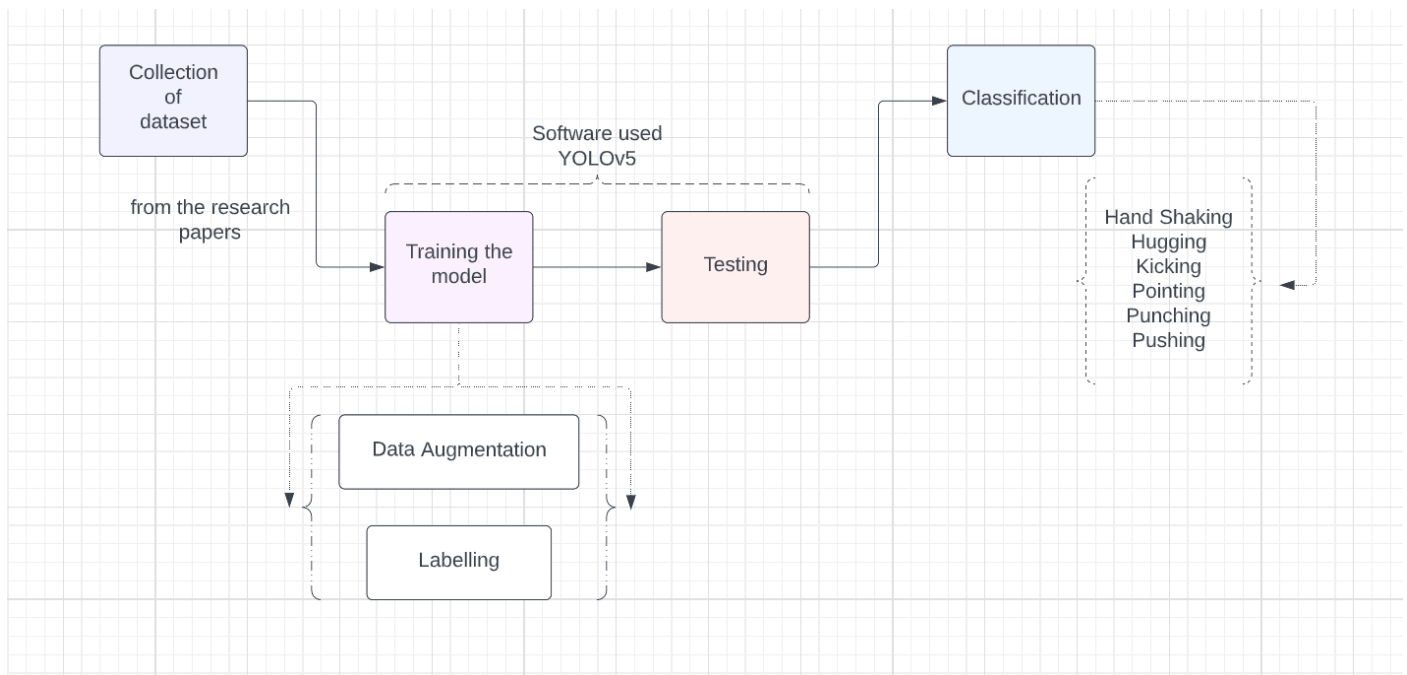 Collection
of
dataset
from the research
papers
Software used
YOLOv5
Training the
model
Testing
Classification
Hand Shaking
Hugging
Kicking
Pointing
Punching
Pushing
Data Augmentation
Labelling